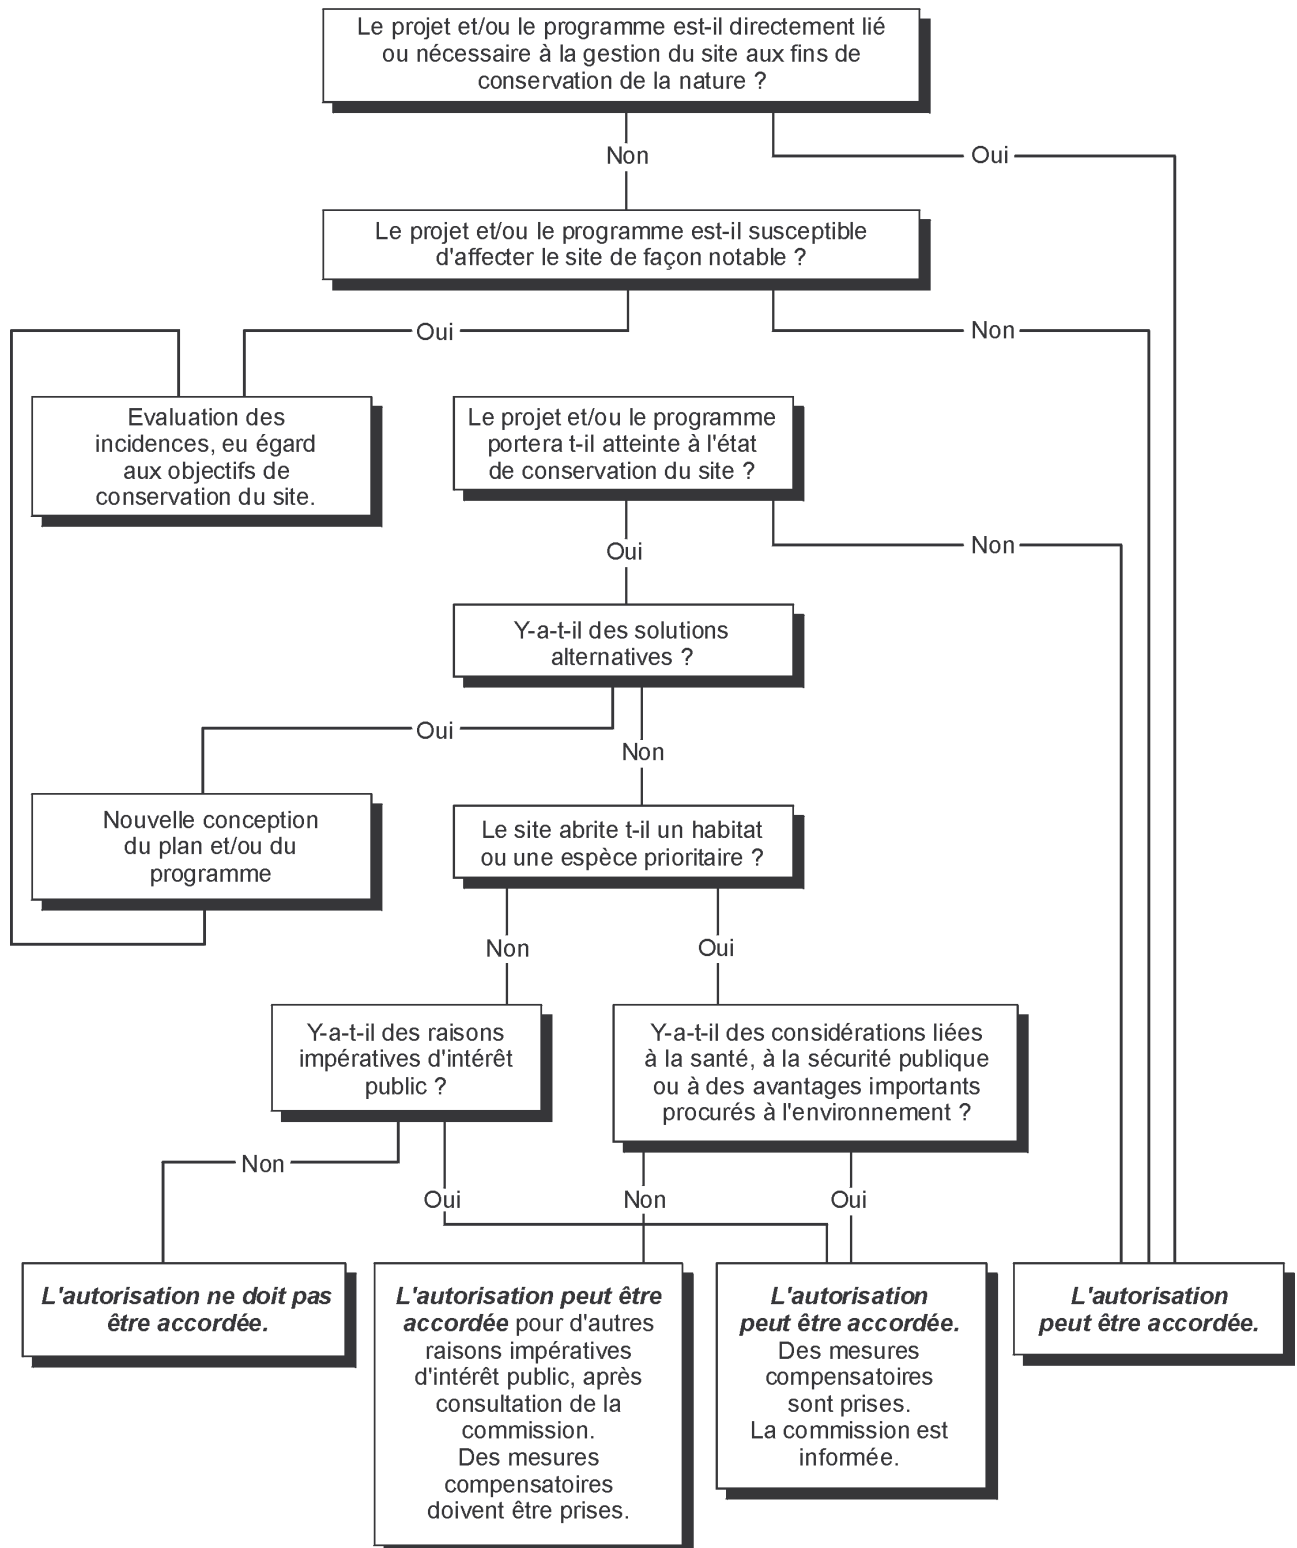 Le projet et/ou le programme est-il directement lié
ou nécessaire à la gestion du site aux fins de
conservation de la nature ?
Non
Oui
Le projet et/ou le programme est-il susceptible
d'affecter le site de façon notable ?
Oui
Non
Evaluation des
incidences, eu égard
aux objectifs de
conservation du site.
Le projet et/ou le programme
portera t-il atteinte à l'état
de conservation du site ?
Oui
Non
Y-a-t-il des solutions
alternatives ?
Oui
Non
Nouvelle conception
du plan et/ou du
programme
Le site abrite t-il un habitat
ou une espèce prioritaire ?
Non
Oui
Y-a-t-il des raisons
impératives d'intérêt
public ?
Y-a-t-il des considérations liées
à la santé, à la sécurité publique
ou à des avantages importants
procurés à l'environnement ?
Non
Oui
Non
Oui
L'autorisation ne doit pas
être accordée.
L'autorisation peut être
accordée pour d'autres
raisons impératives
d'intérêt public, après
consultation de la
commission.
Des mesures
compensatoires
doivent être prises.
L'autorisation
peut être accordée.
Des mesures
compensatoires
sont prises.
La commission est
informée.
L'autorisation
peut être accordée.